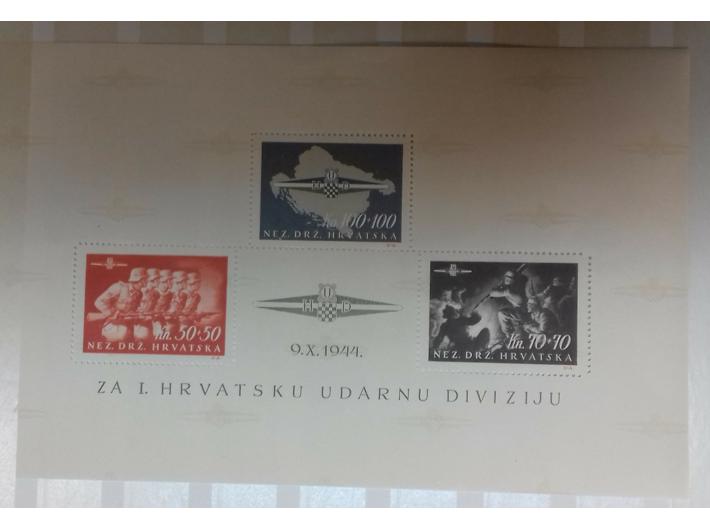 U
H D
Kn 100+100
NEZ. DRŽ. HRVATSKA
Kn. 50+50
NEZ. DRŽ. HRVATSKA
U
H D
9.X.1944.
Kn. 70+70
NEZ. DRŽ. HRVATSKA
ZA I. HRVATSKU UDARNU DIVIZIJU